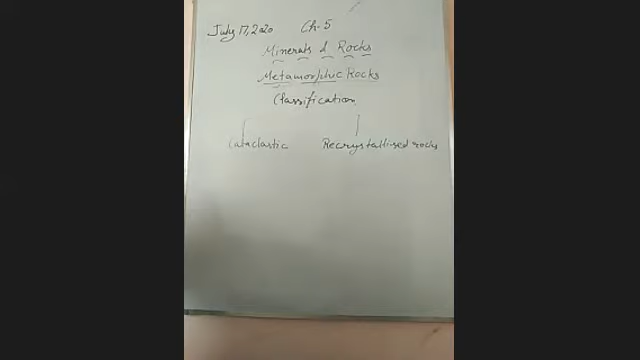 July 17, 2020 Ch-5
Minerals & Rocks
Metamorphic Rocks
Classification
Cataclastic Recrystallised rocks